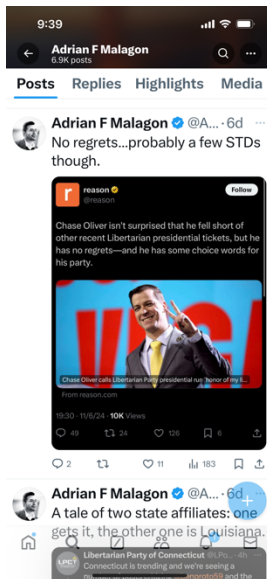 9:39
Adrian F Malagon
6.9K posts
Posts Replies Highlights Media
Adrian F Malagon @A... · 6d
No regrets...probably a few STDs
though.
reason
@reason
Follow
Chase Oliver isn't surprised that he fell short of
other recent Libertarian presidential tickets, but he
has no regrets—and he has some choice words for
his party.
Chase Oliver calls Libertarian Party presidential run 'honor of my li...
From reason.com
19:30 · 11/6/24 · 10K Views
49 24 126 6
2 11 183
Adrian F Malagon @A... · 6d
A tale of two state affiliates: one
gets it, the other one is Louisiana.
LPCT
Libertarian Party of Connecticut @LPo... · 4h
Connecticut is trending and we're seeing a